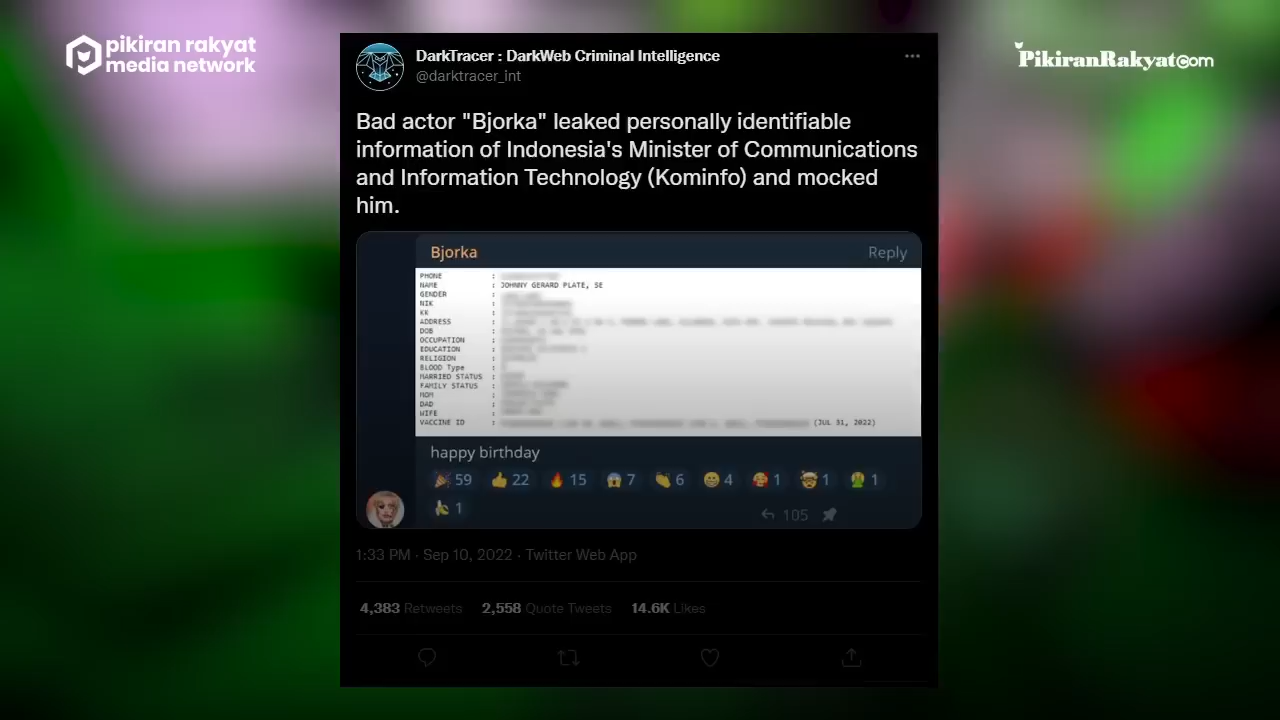 pikiran rakyat
media network
PikiranRakyat.com
DarkTracer : DarkWeb Criminal Intelligence
@darktracer_int
Bad actor "Bjorka" leaked personally identifiable
information of Indonesia's Minister of Communications
and Information Technology (Kominfo) and mocked
him.
Bjorka Reply
PHONE :
NAME : JOHNNY GERARD PLATE, SE
GENDER :
NIK :
KK :
ADDRESS :
DOB :
OCCUPATION :
EDUCATION :
RELIGION :
BLOOD Type :
MARRIED STATUS :
FAMILY STATUS :
MOM :
DAD :
WIFE :
VACCINE ID : (JUL 31, 2022)
happy birthday
🎉 59 👍 22 🔥 15 😱 7 👏 6 😁 4 🥰 1 🤯 1 🤮 1
🍌 1
105
1:33 PM · Sep 10, 2022 · Twitter Web App
4,383 Retweets 2,558 Quote Tweets 14.6K Likes